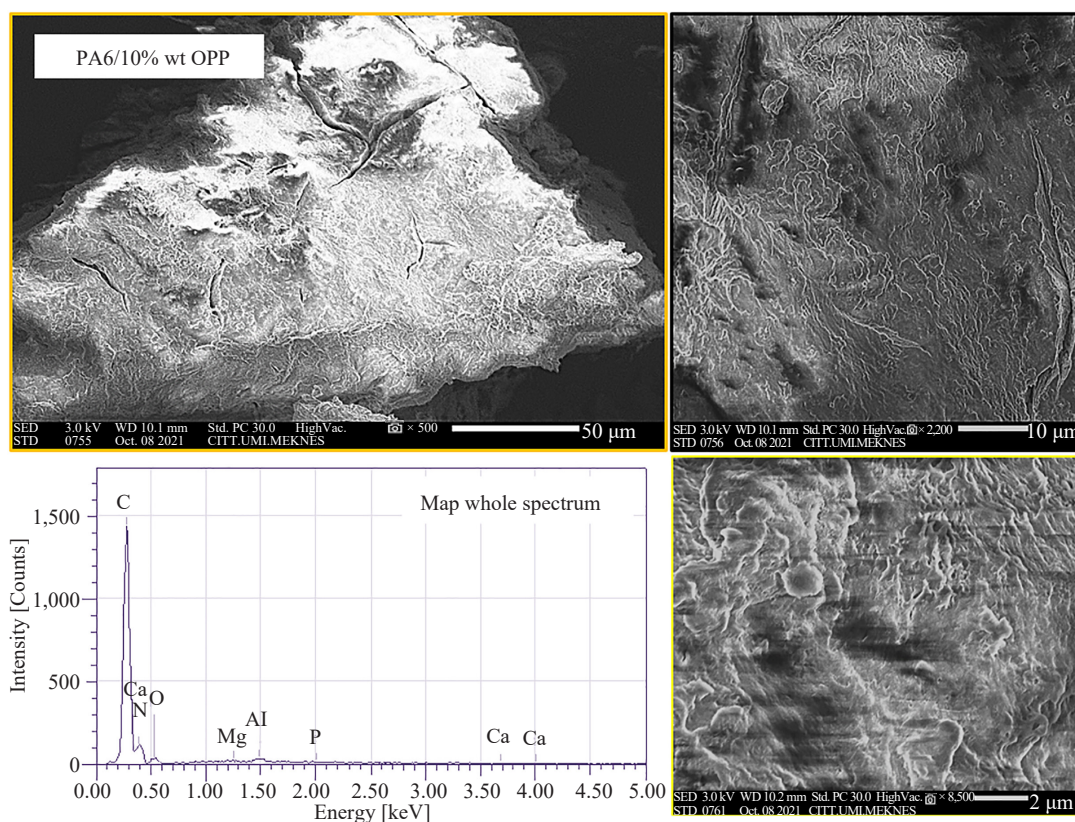 PA6/10% wt OPP
SED 3.0 kV WD 10.1 mm Std. PC 30.0 HighVac. × 500 50 μm
STD 0755 Oct. 08 2021 CITT.UMI.MEKNES
SED 3.0 kV WD 10.1 mm Std. PC 30.0 HighVac. × 2,200 10 μm
STD 0756 Oct. 08 2021 CITT.UMI.MEKNES
Map whole spectrum
C
1,500
1,000
500
0
Intensity [Counts]
Ca
N
O
Mg
AI
P
Ca
Ca
0.00 0.50 1.00 1.50 2.00 2.50 3.00 3.50 4.00 4.50 5.00
Energy [keV]
SED 3.0 kV WD 10.2 mm Std. PC 30.0 HighVac. × 8,500 2 μm
STD 0761 Oct. 08 2021 CITT.UMI.MEKNES